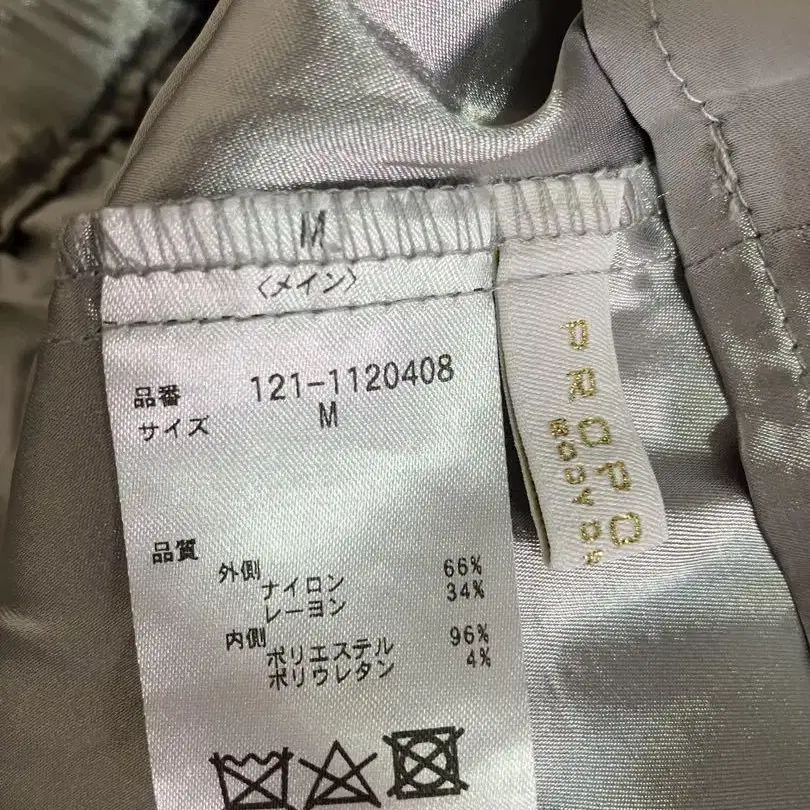 M
〈メイン〉
品番 121-1120408
サイズ M
品質
外側
ナイロン 66%
レーヨン 34%
内側
ポリエステル 96%
ポリウレタン 4%
PROPO
BODY D